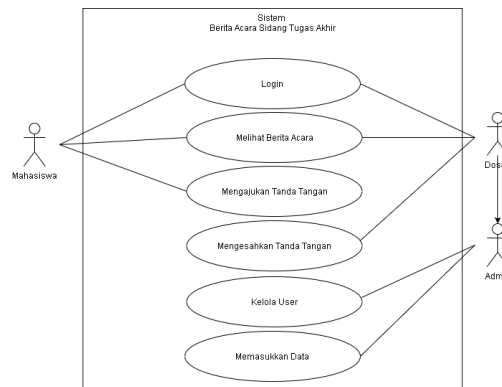 Sistem
Berita Acara Sidang Tugas Akhir
Login
Melihat Berita Acara
Mahasiswa
Mengajukan Tanda Tangan
Mengesahkan Tanda Tangan
Kelola User
Memasukkan Data